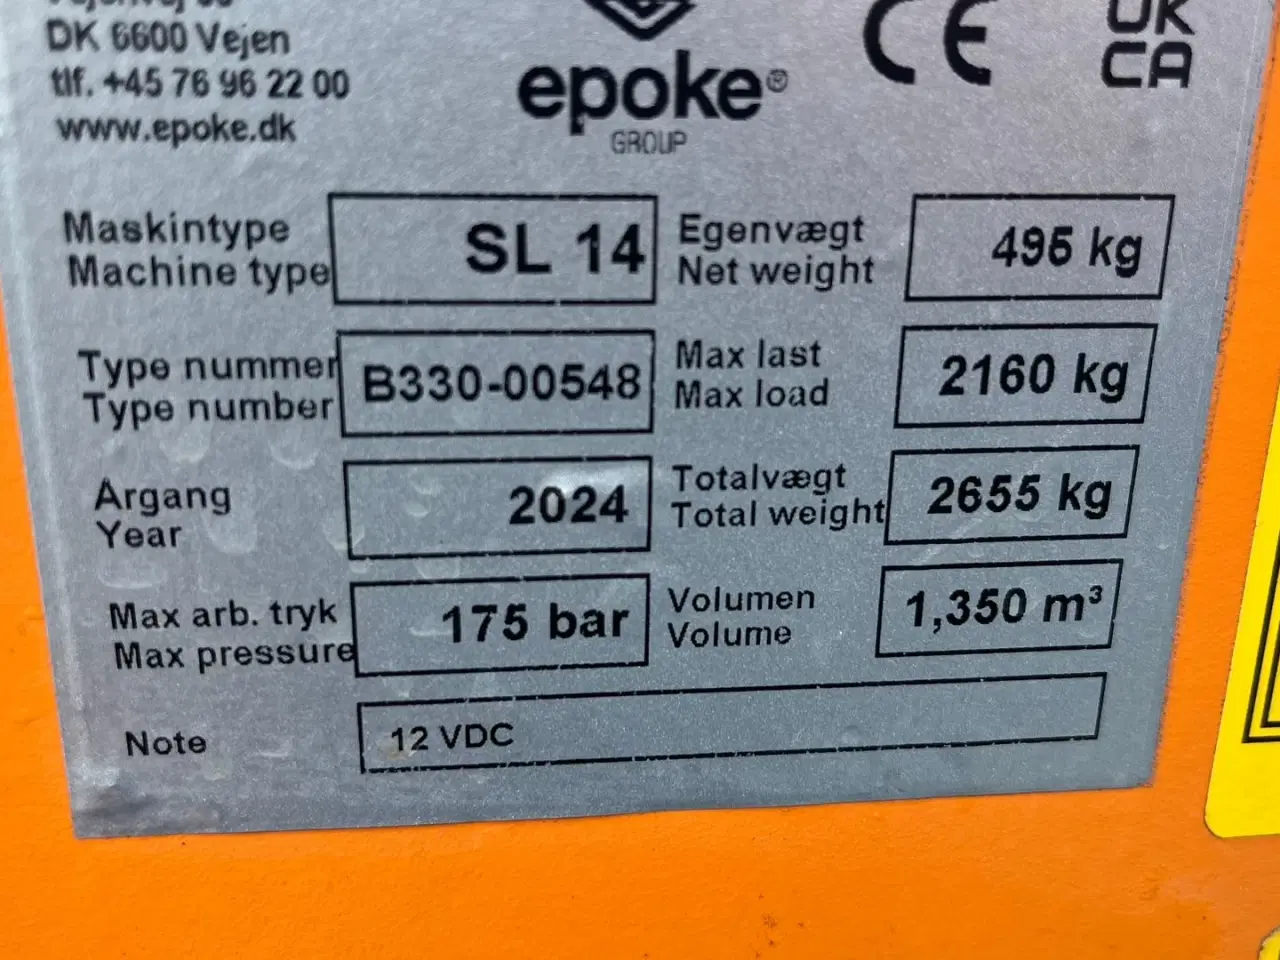 DK 6600 Vejen
tlf. +45 76 96 22 00
www.epoke.dk
epoke®
GROUP
CE
UK
CA
Maskintype
Machine type
SL 14
Egenvægt
Net weight
495 kg
Type nummer
Type number
B330-00548
Max last
Max load
2160 kg
Årgang
Year
2024
Totalvægt
Total weight
2655 kg
Max arb. tryk
Max pressure
175 bar
Volumen
Volume
1,350 m³
Note
12 VDC